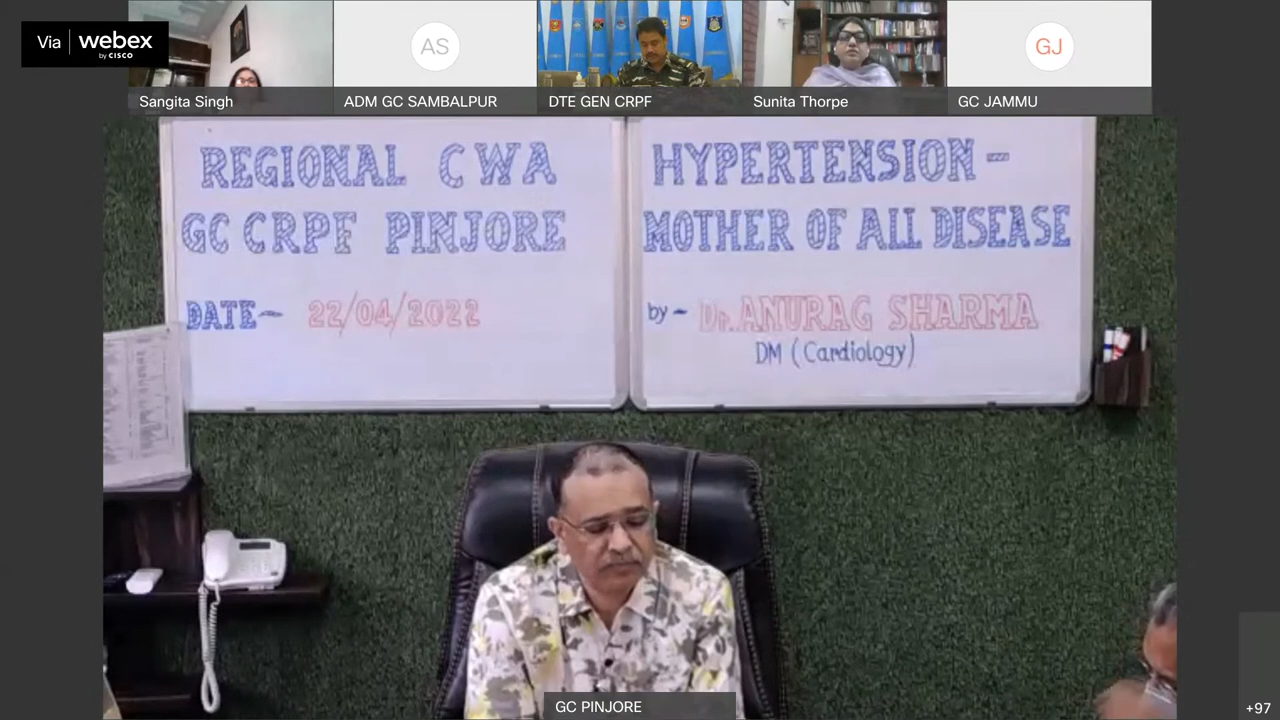 Via webex
by cisco
Sangita Singh
ADM GC SAMBALPUR
DTE GEN CRPF
Sunita Thorpe
GC JAMMU
AS
GJ
REGIONAL CWA
GC CRPF PINJORE
DATE~ 22/04/2022
HYPERTENSION-
MOTHER OF ALL DISEASE
by ~ Dr. ANURAG SHARMA
DM (Cardiology)
GC PINJORE
+97